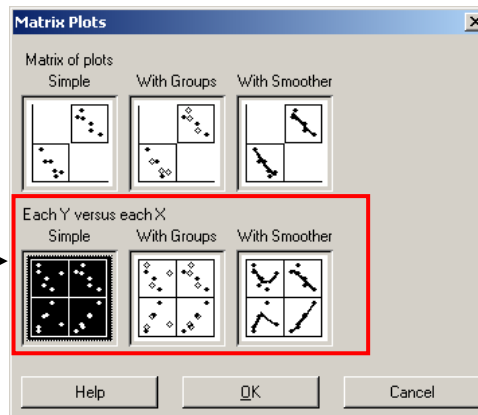 Matrix Plots
Matrix of plots
Simple With Groups With Smoother
Each Y versus each X
Simple With Groups With Smoother
Help OK Cancel